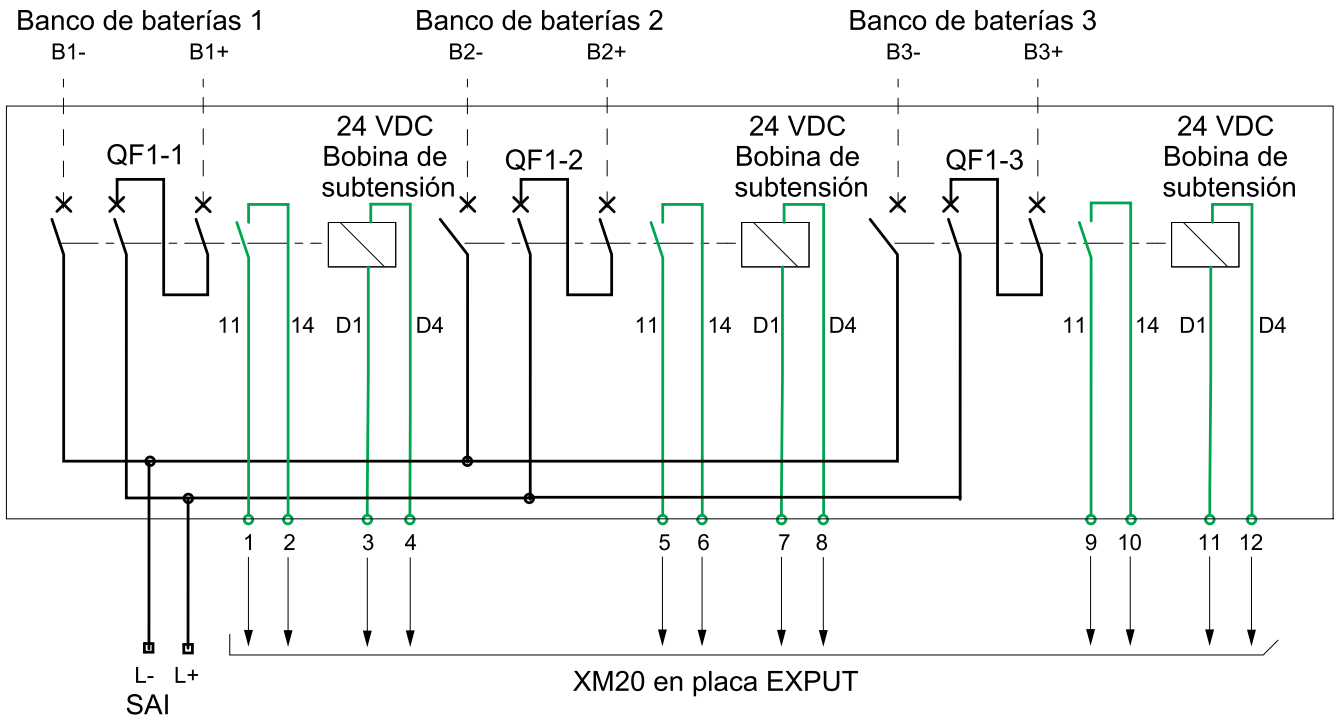 Banco de baterías 1
Banco de baterías 2
Banco de baterías 3
B1-
B1+
B2-
B2+
B3-
B3+
24 VDC
Bobina de
subtensión
24 VDC
Bobina de
subtensión
24 VDC
Bobina de
subtensión
QF1-1
QF1-2
QF1-3
11
14
D1
D4
11
14
D1
D4
11
14
D1
D4
1
2
3
4
5
6
7
8
9
10
11
12
L-
L+
SAI
XM20 en placa EXPUT